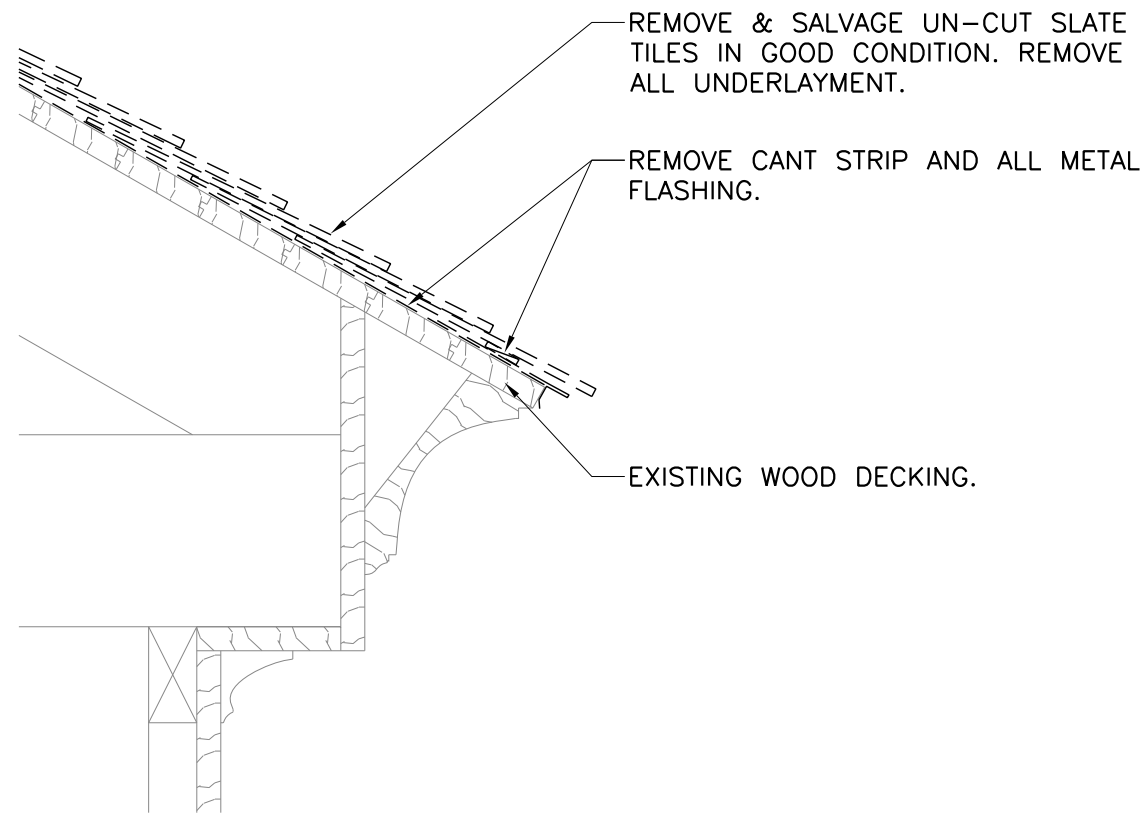 REMOVE & SALVAGE UN-CUT SLATE
TILES IN GOOD CONDITION. REMOVE
ALL UNDERLAYMENT.
REMOVE CANT STRIP AND ALL METAL
FLASHING.
EXISTING WOOD DECKING.